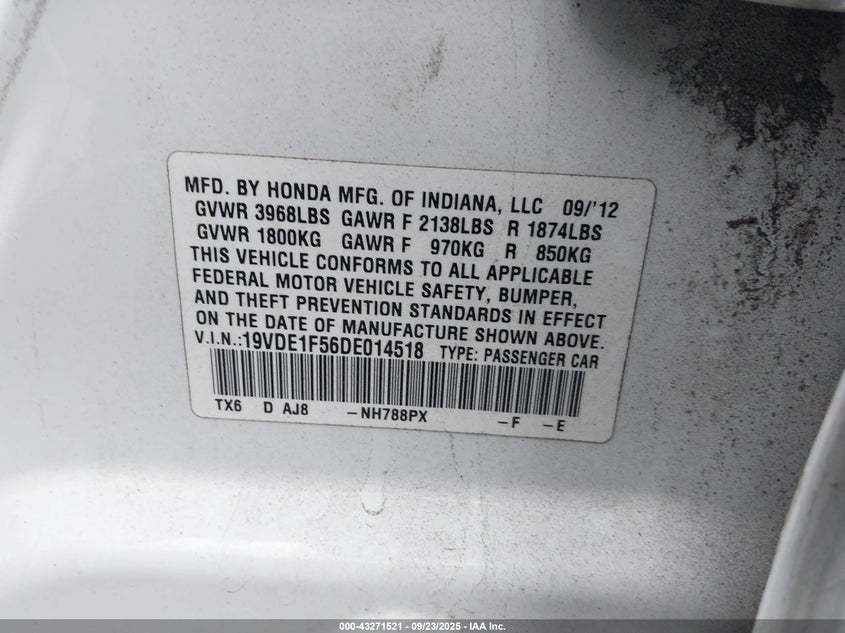 MFD. BY HONDA MFG. OF INDIANA, LLC 09/'12
GVWR 3968LBS GAWR F 2138LBS R 1874LBS
GVWR 1800KG GAWR F 970KG R 850KG
THIS VEHICLE CONFORMS TO ALL APPLICABLE
FEDERAL MOTOR VEHICLE SAFETY, BUMPER,
AND THEFT PREVENTION STANDARDS IN EFFECT
ON THE DATE OF MANUFACTURE SHOWN ABOVE.
V.I.N.:19VDE1F56DE014518 TYPE: PASSENGER CAR
TX6 D AJ8 -NH788PX -F -E
000-43271521 - 09/23/2025 - IAA Inc.